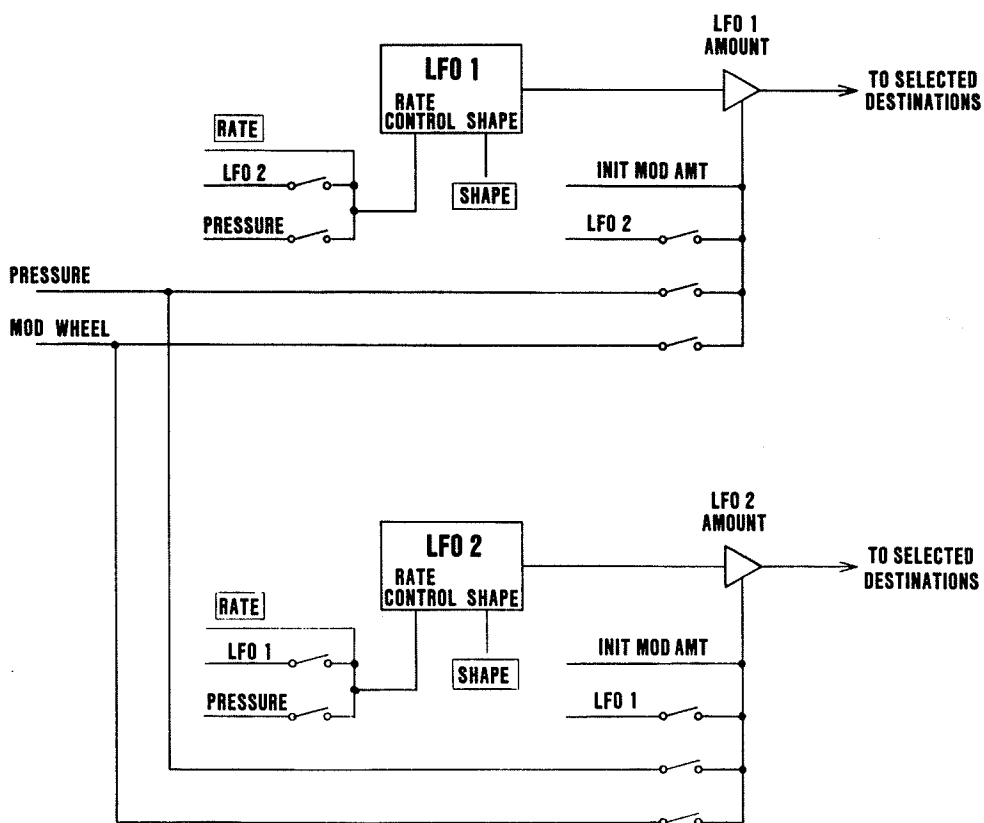 LFO 1
AMOUNT
LFO 1
RATE
CONTROL SHAPE
TO SELECTED
DESTINATIONS
RATE
LFO 2
SHAPE
INIT MOD AMT
PRESSURE
LFO 2
PRESSURE
MOD WHEEL
LFO 2
AMOUNT
LFO 2
RATE
CONTROL SHAPE
TO SELECTED
DESTINATIONS
RATE
LFO 1
SHAPE
INIT MOD AMT
PRESSURE
LFO 1